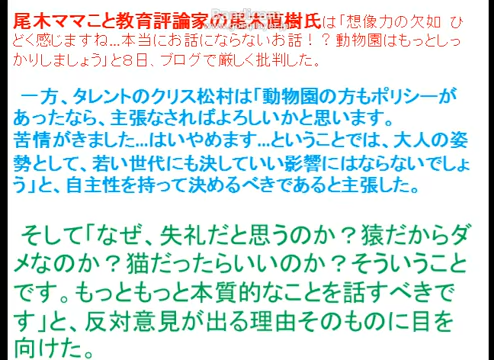 尾木ママこと教育評論家の尾木直樹氏は「想像力の欠如 ひ
どく感じますね…本当にお話にならないお話！？動物園はもっとしっ
かりしましょう」と８日、ブログで厳しく批判した。
一方、タレントのクリス松村は「動物園の方もポリシーが
あったなら、主張なさればよろしいかと思います。
苦情がきました…はいやめます…ということでは、大人の姿
勢として、若い世代にも決していい影響にはならないでしょ
う」と、自主性を持って決めるべきであると主張した。
そして「なぜ、失礼だと思うのか？猿だからダ
メなのか？猫だったらいいのか？そういうこと
です。もっともっと本質的なことを話すべきで
す」と、反対意見が出る理由そのものに目を
向けた。